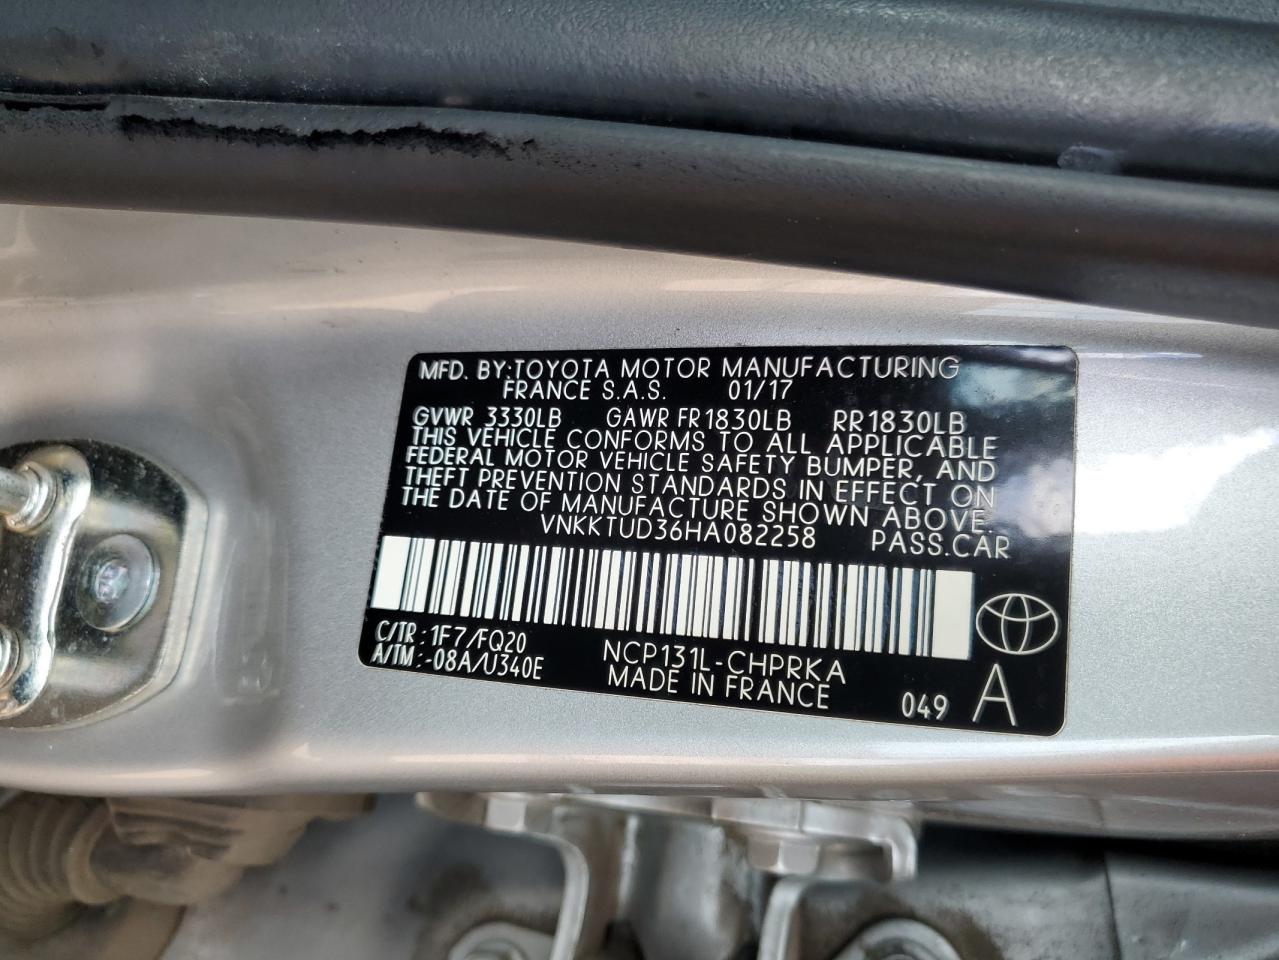 MFD. BY:TOYOTA MOTOR MANUFACTURING
FRANCE S.A.S. 01/17
GVWR 3330LB GAWR FR1830LB RR1830LB
THIS VEHICLE CONFORMS TO ALL APPLICABLE
FEDERAL MOTOR VEHICLE SAFETY BUMPER, AND
THEFT PREVENTION STANDARDS IN EFFECT ON
THE DATE OF MANUFACTURE SHOWN ABOVE.
VNKKTUD36HA082258 PASS.CAR
C/TR: 1F7/FQ20 NCP131L-CHPRKA
A/TM: -08A/U340E MADE IN FRANCE 049 A